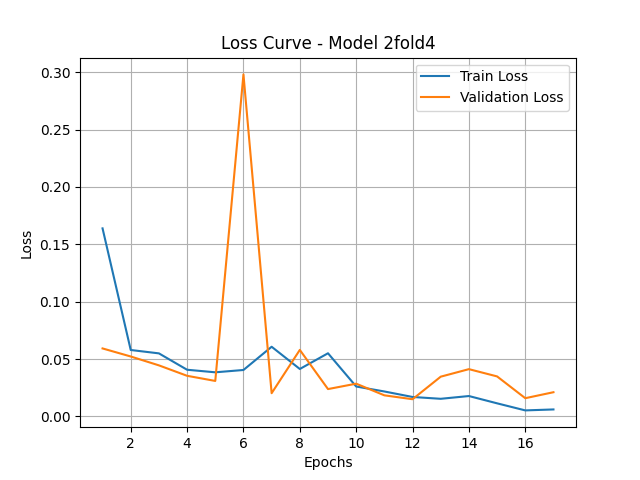 Loss Curve - Model 2fold4
Train Loss
Validation Loss
0.30
0.25
0.20
0.15
0.10
0.05
0.00
Loss
2 4 6 8 10 12 14 16
Epochs